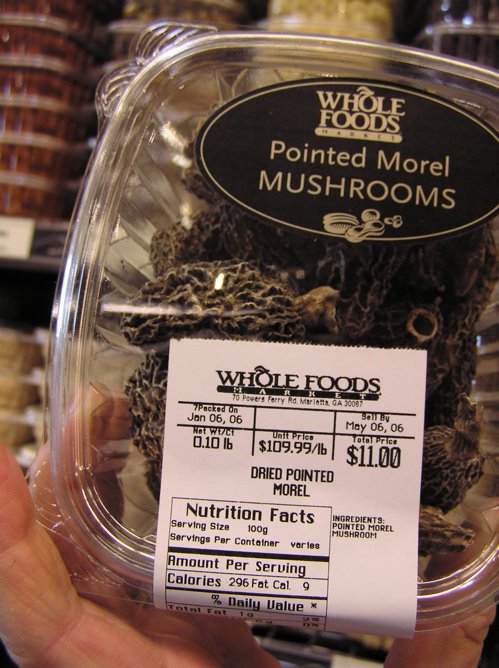 WHOLE
FOODS
MARKET
Pointed Morel
MUSHROOMS
WHOLE FOODS
MARKET
70 Powers Ferry Rd. Marietta, GA 30067
Packed On
Jan 06, 06
Sell By
May 06, 06
Net Wt/Ct
0.10 lb
Unit Price
$109.99/lb
Total Price
$11.00
DRIED POINTED
MOREL
Nutrition Facts
Serving Size 100g
Servings Per Container varies
Amount Per Serving
Calories 296 Fat Cal. 9
% Daily Value *
Total Fat 1g 2%
INGREDIENTS:
POINTED MOREL
MUSHROOM